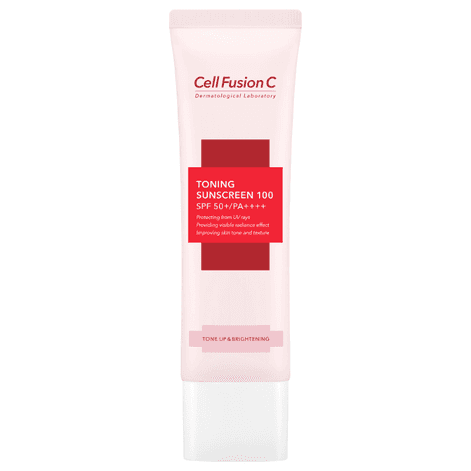 Cell Fusion C
Dermatological Laboratory
TONING
SUNSCREEN 100
SPF 50+/PA++++
Protecting from UV rays
Providing visible radiance effect
Improving skin tone and texture
TONE UP & BRIGHTENING